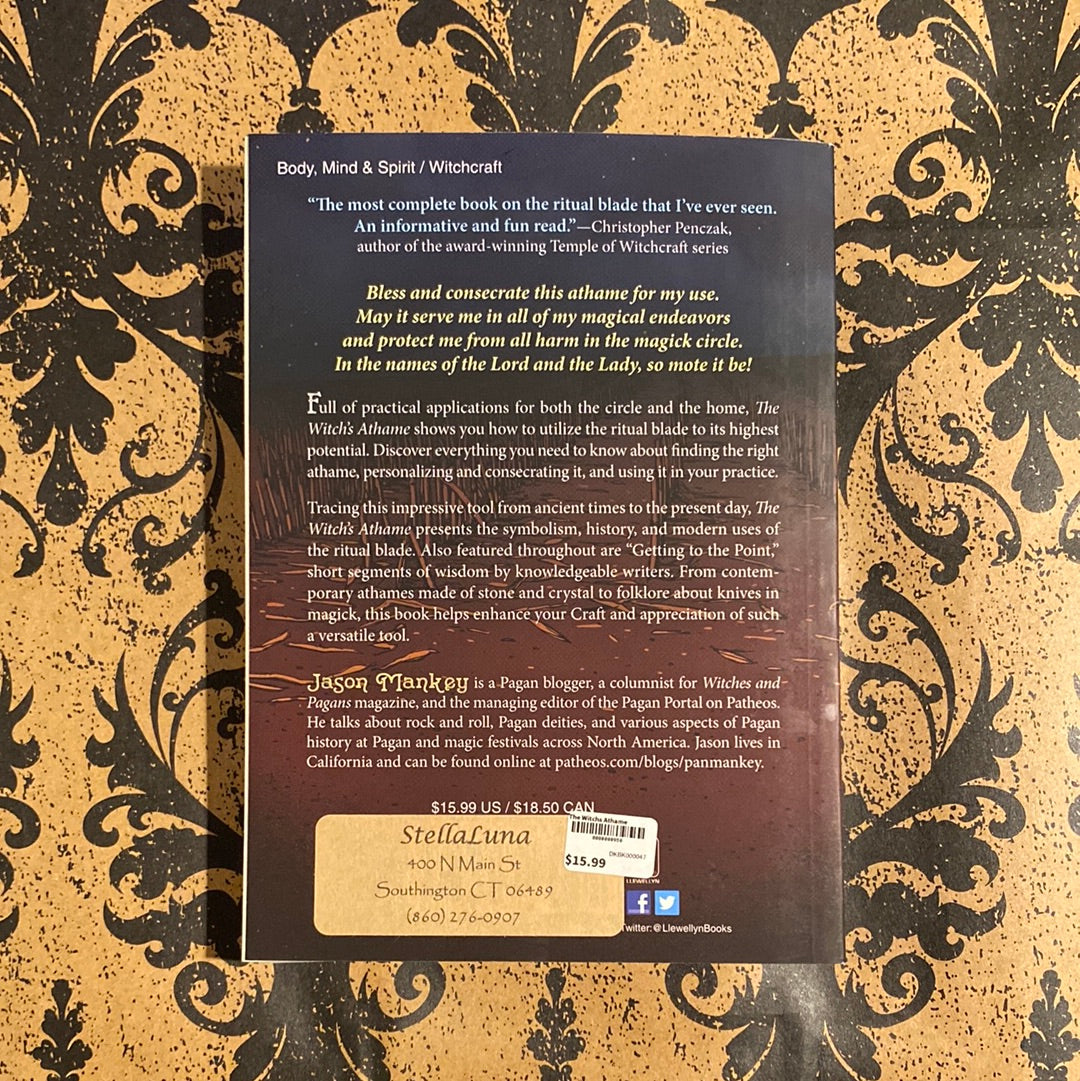 Body, Mind & Spirit / Witchcraft
“The most complete book on the ritual blade that I’ve ever seen.
An informative and fun read.”—Christopher Penczak,
author of the award-winning Temple of Witchcraft series
Bless and consecrate this athame for my use.
May it serve me in all of my magical endeavors
and protect me from all harm in the magick circle.
In the names of the Lord and the Lady, so mote it be!
Full of practical applications for both the circle and the home, The
Witch’s Athame shows you how to utilize the ritual blade to its highest
potential. Discover everything you need to know about finding the right
athame, personalizing and consecrating it, and using it in your practice.
Tracing this impressive tool from ancient times to the present day, The
Witch’s Athame presents the symbolism, history, and modern uses of
the ritual blade. Also featured throughout are “Getting to the Point,”
short segments of wisdom by knowledgeable writers. From contem-
porary athames made of stone and crystal to folklore about knives in
magick, this book helps enhance your Craft and appreciation of such
a versatile tool.
Jason Mankey is a Pagan blogger, a columnist for Witches and
Pagans magazine, and the managing editor of the Pagan Portal on Patheos.
He talks about rock and roll, Pagan deities, and various aspects of Pagan
history at Pagan and magic festivals across North America. Jason lives in
California and can be found online at patheos.com/blogs/panmankey.
$15.99 US / $18.50 CAN
The Witchs Athame
DKBK000047
$15.99
StellaLuna
400 N Main St
Southington CT 06489
(860) 276-0907
LLEWELLYN
f
Twitter: @LlewellynBooks